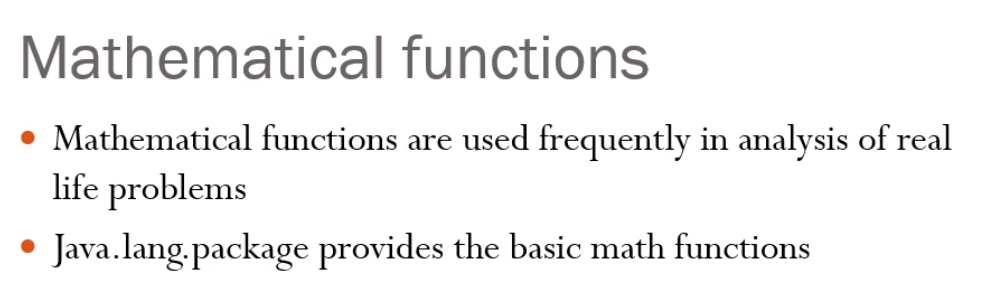 Mathematical functions
• Mathematical functions are used frequently in analysis of real
life problems
• Java.lang.package provides the basic math functions